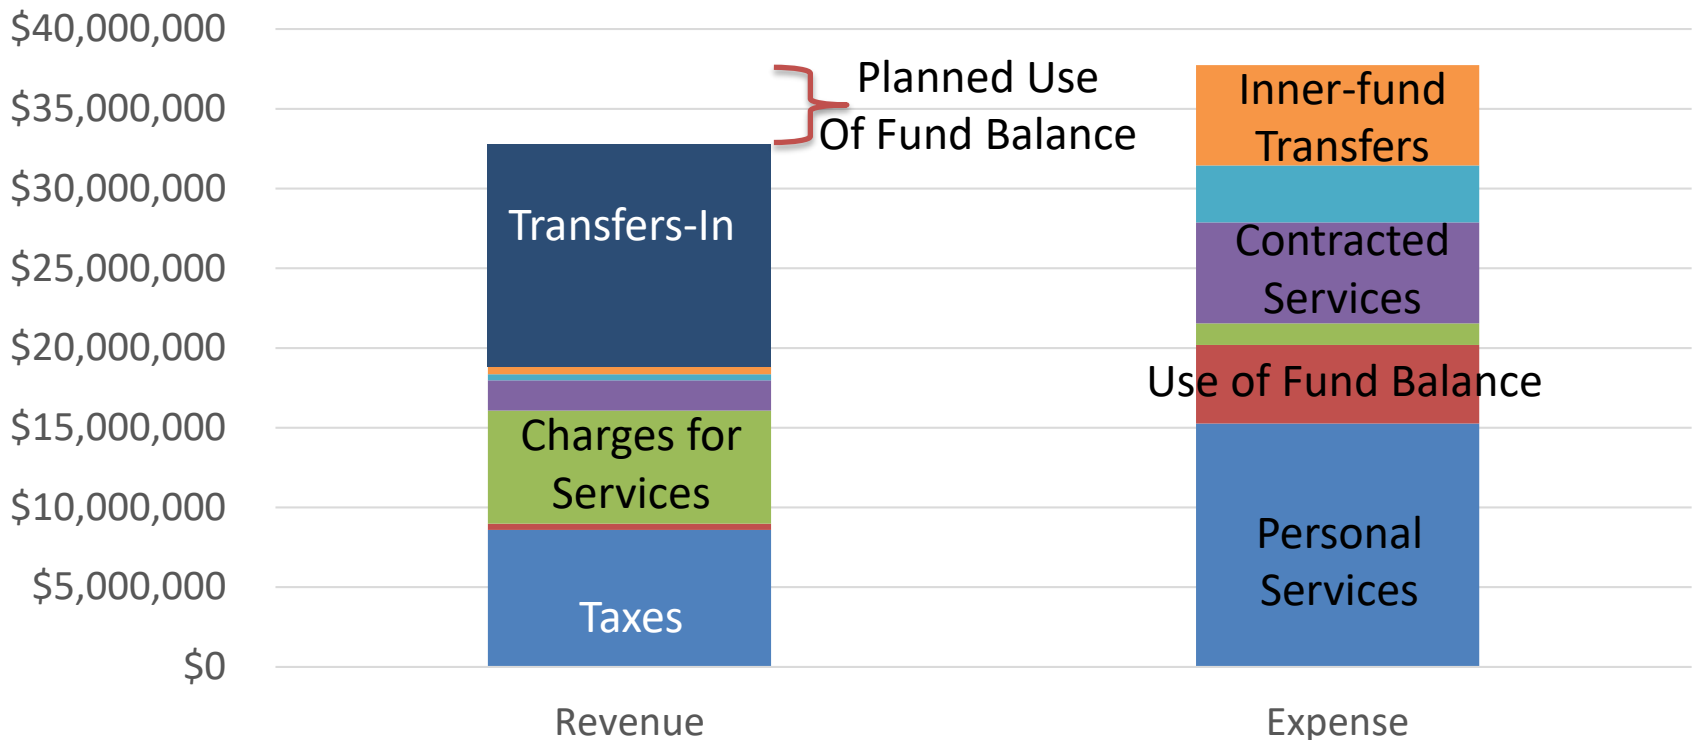 $40,000,000
$35,000,000
$30,000,000
$25,000,000
$20,000,000
$15,000,000
$10,000,000
$5,000,000
$0
Planned Use
Of Fund Balance
Transfers-In
Charges for
Services
Taxes
Inner-fund
Transfers
Contracted
Services
Use of Fund Balance
Personal
Services
Revenue
Expense